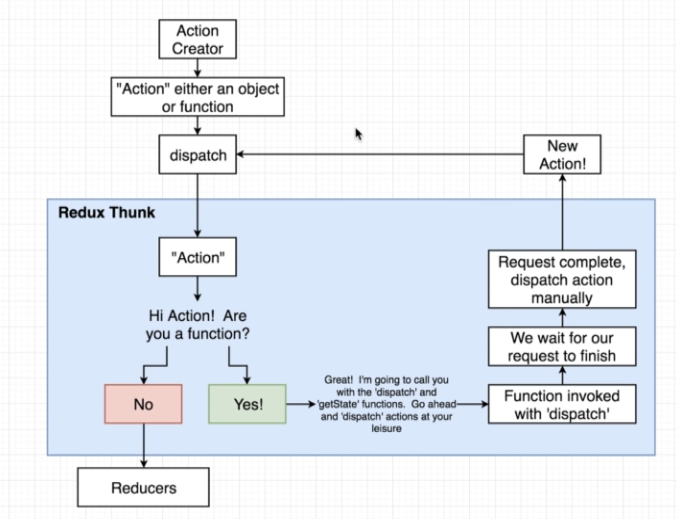 Action
Creator
"Action" either an object
or function
dispatch
New
Action!
Redux Thunk
"Action"
Hi Action!  Are
you a function?
No
Yes!
Great!  I'm going to call you
with the 'dispatch' and
'getState' functions.  Go ahead
and 'dispatch' actions at your
leisure
Request complete,
dispatch action
manually
We wait for our
request to finish
Function invoked
with 'dispatch'
Reducers